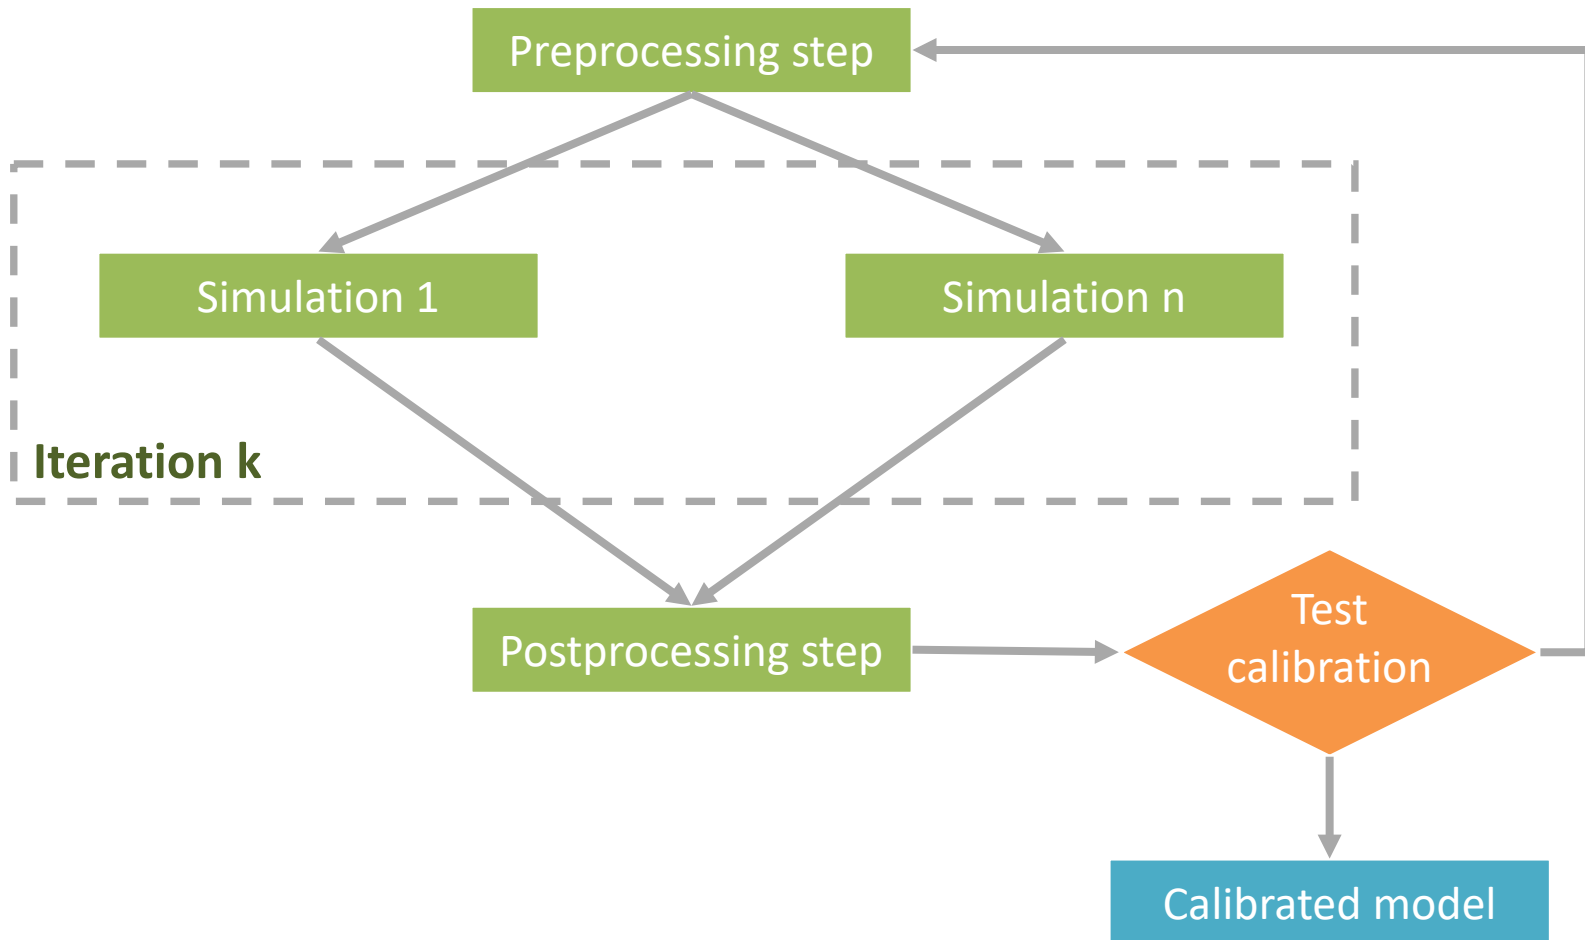 Preprocessing step
Simulation 1
Simulation n
Iteration k
Postprocessing step
Test
calibration
Calibrated model